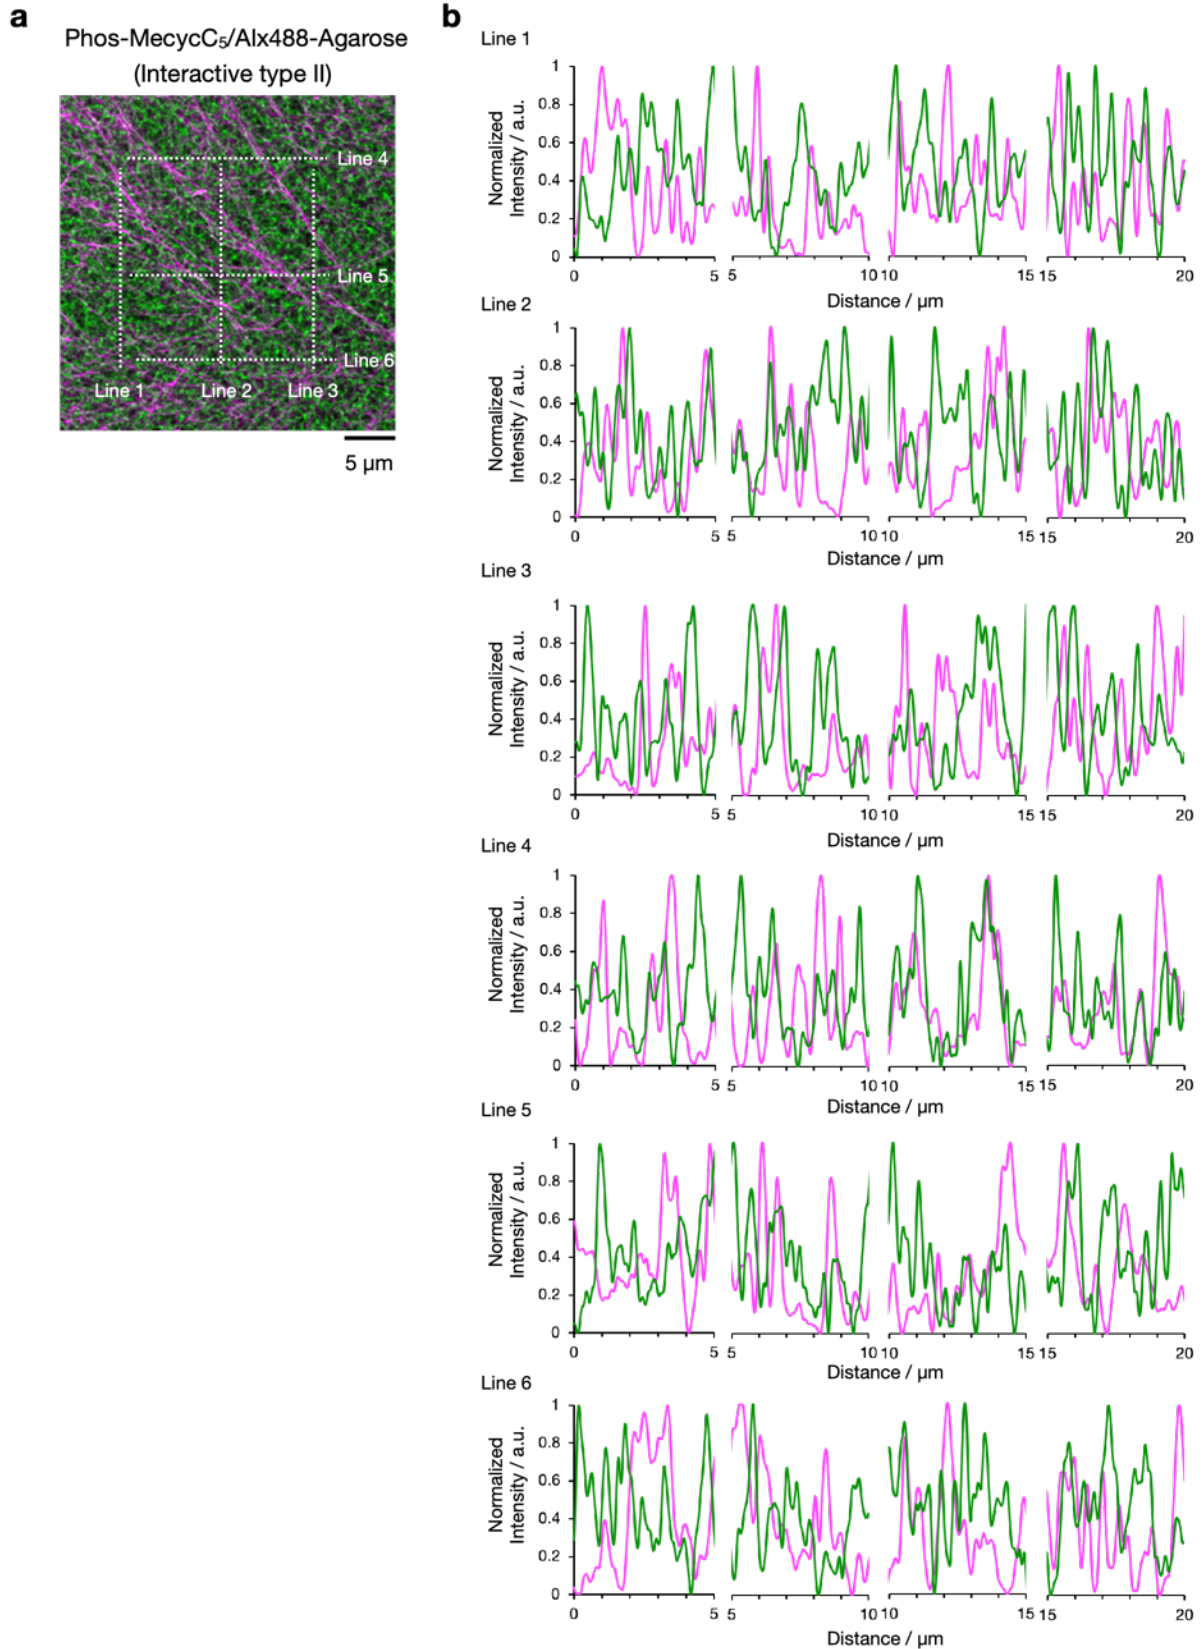 a
Phos-MecycC₅/Alx488-Agarose
(Interactive type II)
Line 4
Line 5
Line 6
Line 1 Line 2 Line 3
5 µm
b
Line 1
Normalized
Intensity / a.u.
1
0.8
0.6
0.4
0.2
0
0 5 5 10 10 15 15 20
Distance / µm
Line 2
Normalized
Intensity / a.u.
1
0.8
0.6
0.4
0.2
0
0 5 5 10 10 15 15 20
Distance / µm
Line 3
Normalized
Intensity / a.u.
1
0.8
0.6
0.4
0.2
0
0 5 5 10 10 15 15 20
Distance / µm
Line 4
Normalized
Intensity / a.u.
1
0.8
0.6
0.4
0.2
0
0 5 5 10 10 15 15 20
Distance / µm
Line 5
Normalized
Intensity / a.u.
1
0.8
0.6
0.4
0.2
0
0 5 5 10 10 15 15 20
Distance / µm
Line 6
Normalized
Intensity / a.u.
1
0.8
0.6
0.4
0.2
0
0 5 5 10 10 15 15 20
Distance / µm